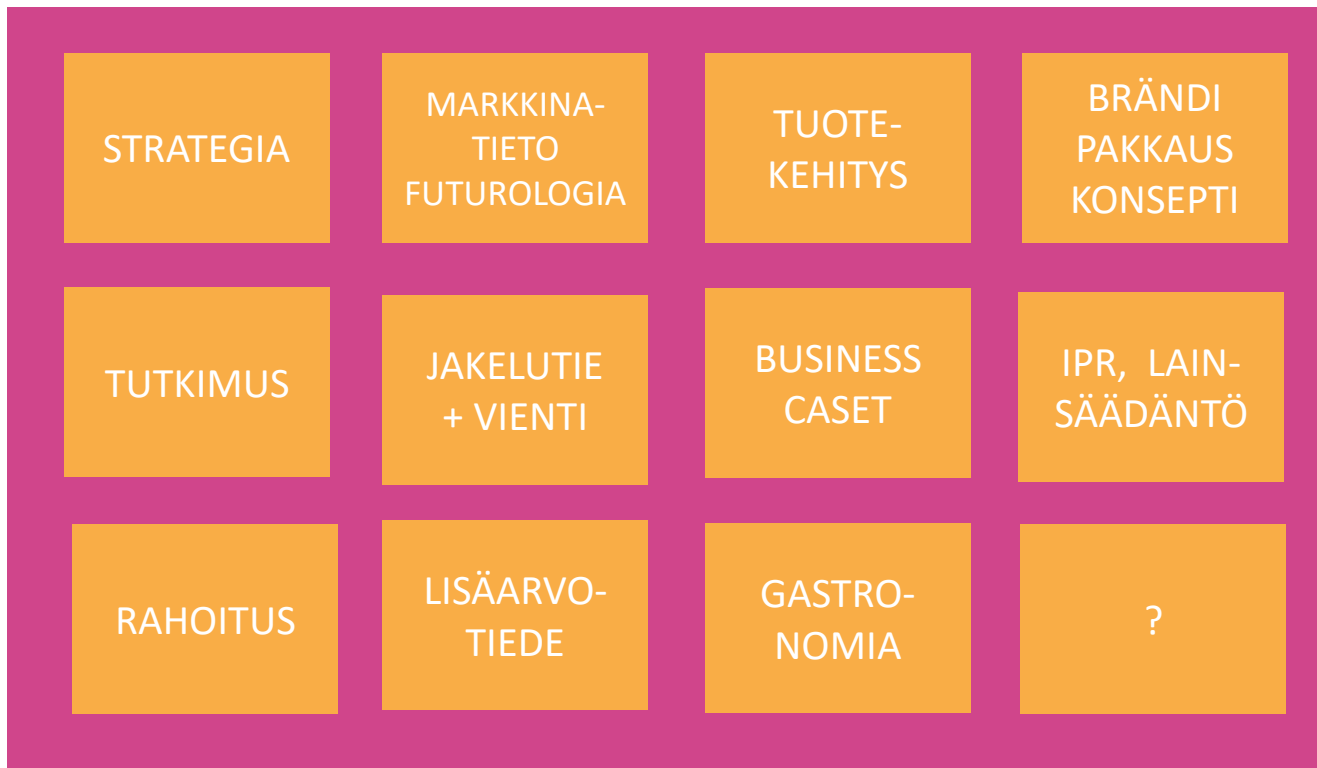 STRATEGIA
MARKKINA-
TIETO
FUTUROLOGIA
TUOTE-
KEHITYS
BRÄNDI
PAKKAUS
KONSEPTI
TUTKIMUS
JAKELUTIE
+ VIENTI
BUSINESS
CASET
IPR, LAIN-
SÄÄDÄNTÖ
RAHOITUS
LISÄARVO-
TIEDE
GASTRO-
NOMIA
?